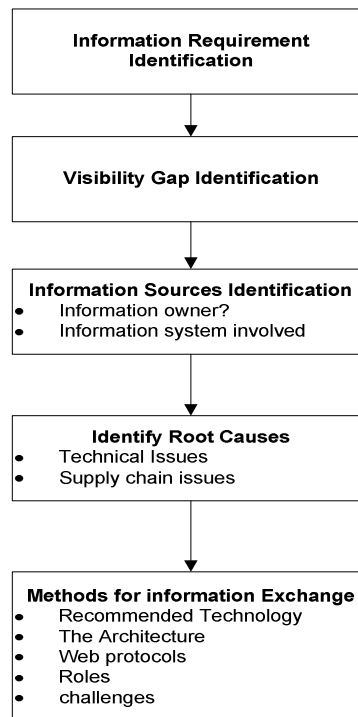 Information Requirement
Identification
Visibility Gap Identification
Information Sources Identification
• Information owner?
• Information system involved
Identify Root Causes
• Technical Issues
• Supply chain issues
Methods for information Exchange
• Recommended Technology
• The Architecture
• Web protocols
• Roles
• challenges